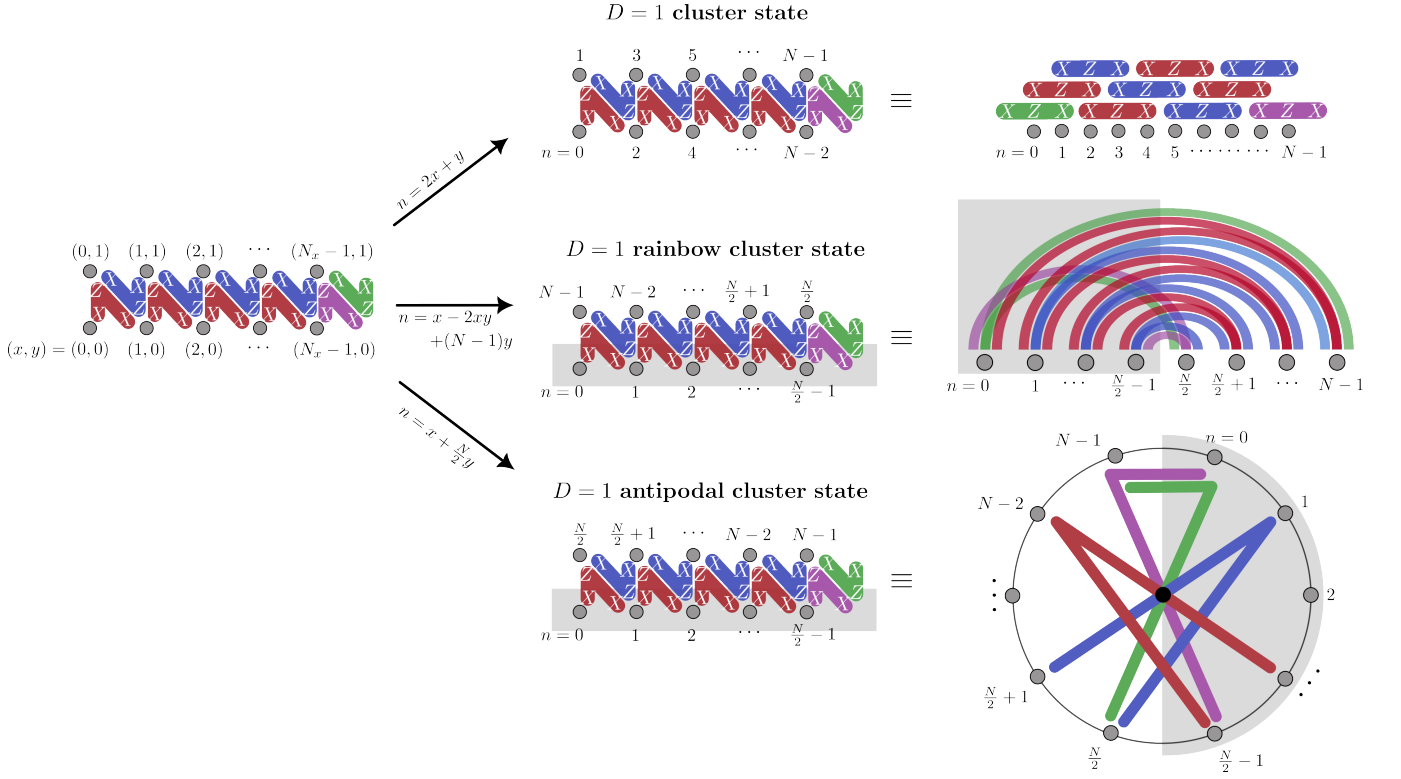 D = 1 cluster state
1 3 5 ⋯ N − 1
Z X X Z X X Z X X Z X X Z X X
Z X X Z X X Z X X Z X X Z X X
n = 0 2 4 ⋯ N − 2
≡
X Z X X Z X X Z X
X Z X X Z X X Z X
X Z X X Z X X Z X X Z X
n = 0 1 2 3 4 5 ⋯⋯⋯ N − 1
n = 2x + y
(0, 1) (1, 1) (2, 1) ⋯ (N_x − 1, 1)
X Z X X Z X X Z X X Z X X Z X
Z X X Z X X Z X X Z X X Z X X
(x, y) = (0, 0) (1, 0) (2, 0) ⋯ (N_x − 1, 0)
n = x − 2xy
+(N − 1)y
D = 1 rainbow cluster state
N − 1 N − 2 ⋯ N/2 + 1 N/2
X Z X X Z X X Z X X Z X X Z X
Z X X Z X X Z X X Z X X Z X X
n = 0 1 2 ⋯ N/2 − 1
≡
n = 0 1 ⋯ N/2 − 1 N/2 N/2 + 1 ⋯ N − 1
n = x + N/2 y
D = 1 antipodal cluster state
N/2 N/2 + 1 ⋯ N − 2 N − 1
X Z X X Z X X Z X X Z X X Z X
Z X X Z X X Z X X Z X X Z X X
n = 0 1 2 ⋯ N/2 − 1
≡
N − 1 n = 0
N − 2 1
⋮ 2
N/2 + 1 ⋰
N/2 N/2 − 1